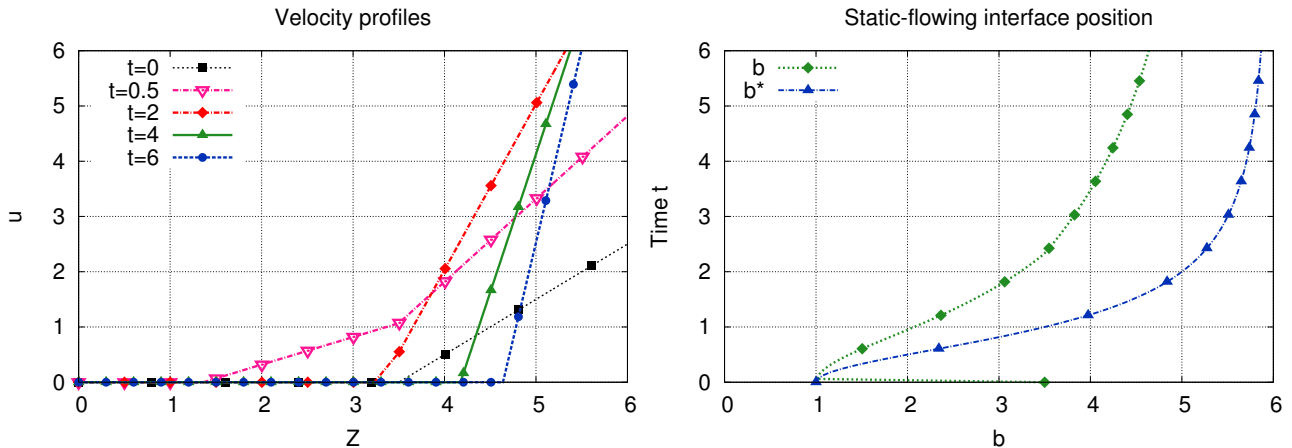 Velocity profiles
6
5
4
3
2
1
0
u
t=0
t=0.5
t=2
t=4
t=6
0 1 2 3 4 5 6
Z
Static-flowing interface position
6
5
4
3
2
1
0
Time t
b
b*
0 1 2 3 4 5 6
b